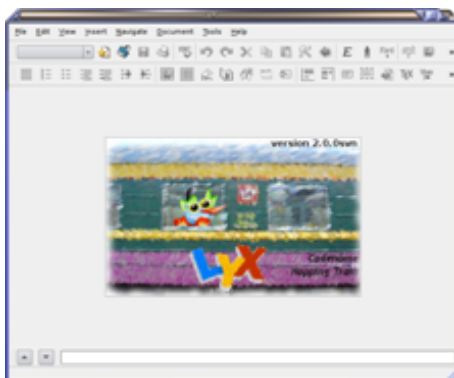 File Edit View Insert Navigate Document Tools Help
version 2.0.0svn
LyX
Codename
Hopping Train